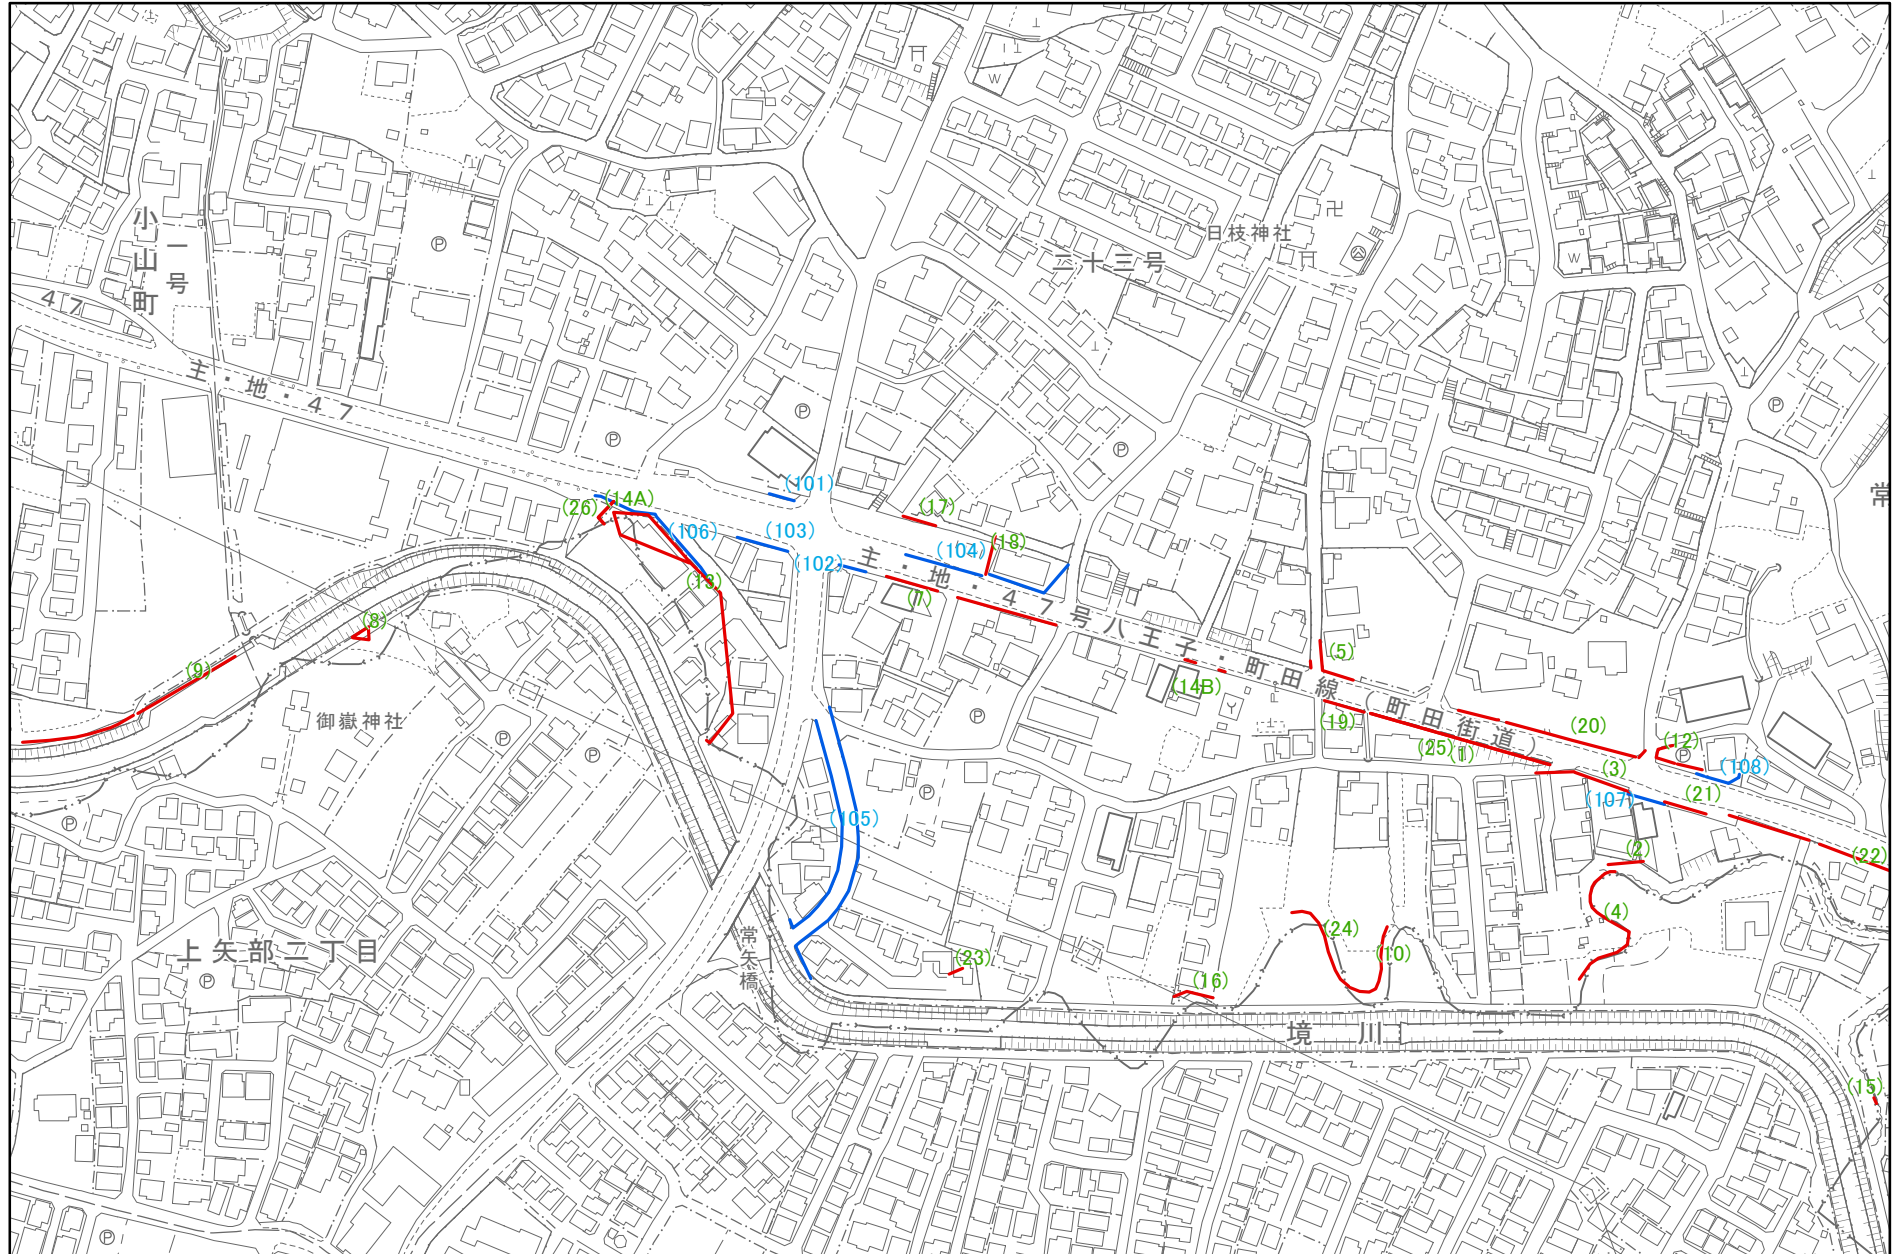 小山町
一号
47
主・地・47
二十三号
日枝神社
常
(101)
(14A)
(26)
(106)
(103)
(102)
(17)
(104)
(18)
(13)
(7)
主・地・47号八王子・町田線(町田街道)
(8)
(9)
(5)
(14B)
(19)
(20)
(25)
(1)
(12)
(108)
(3)
(107)
(21)
(22)
(2)
御嶽神社
(105)
(4)
(24)
(10)
(23)
(16)
上矢部二丁目
常矢橋
境川
(15)
W
W
P
P
P
P
P
P
P
P
P
P
P
P
P